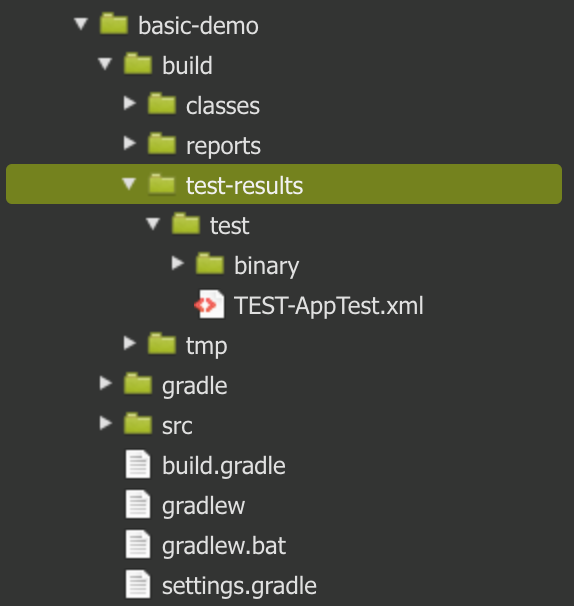 basic-demo
build
classes
reports
test-results
test
binary
TEST-AppTest.xml
tmp
gradle
src
build.gradle
gradlew
gradlew.bat
settings.gradle